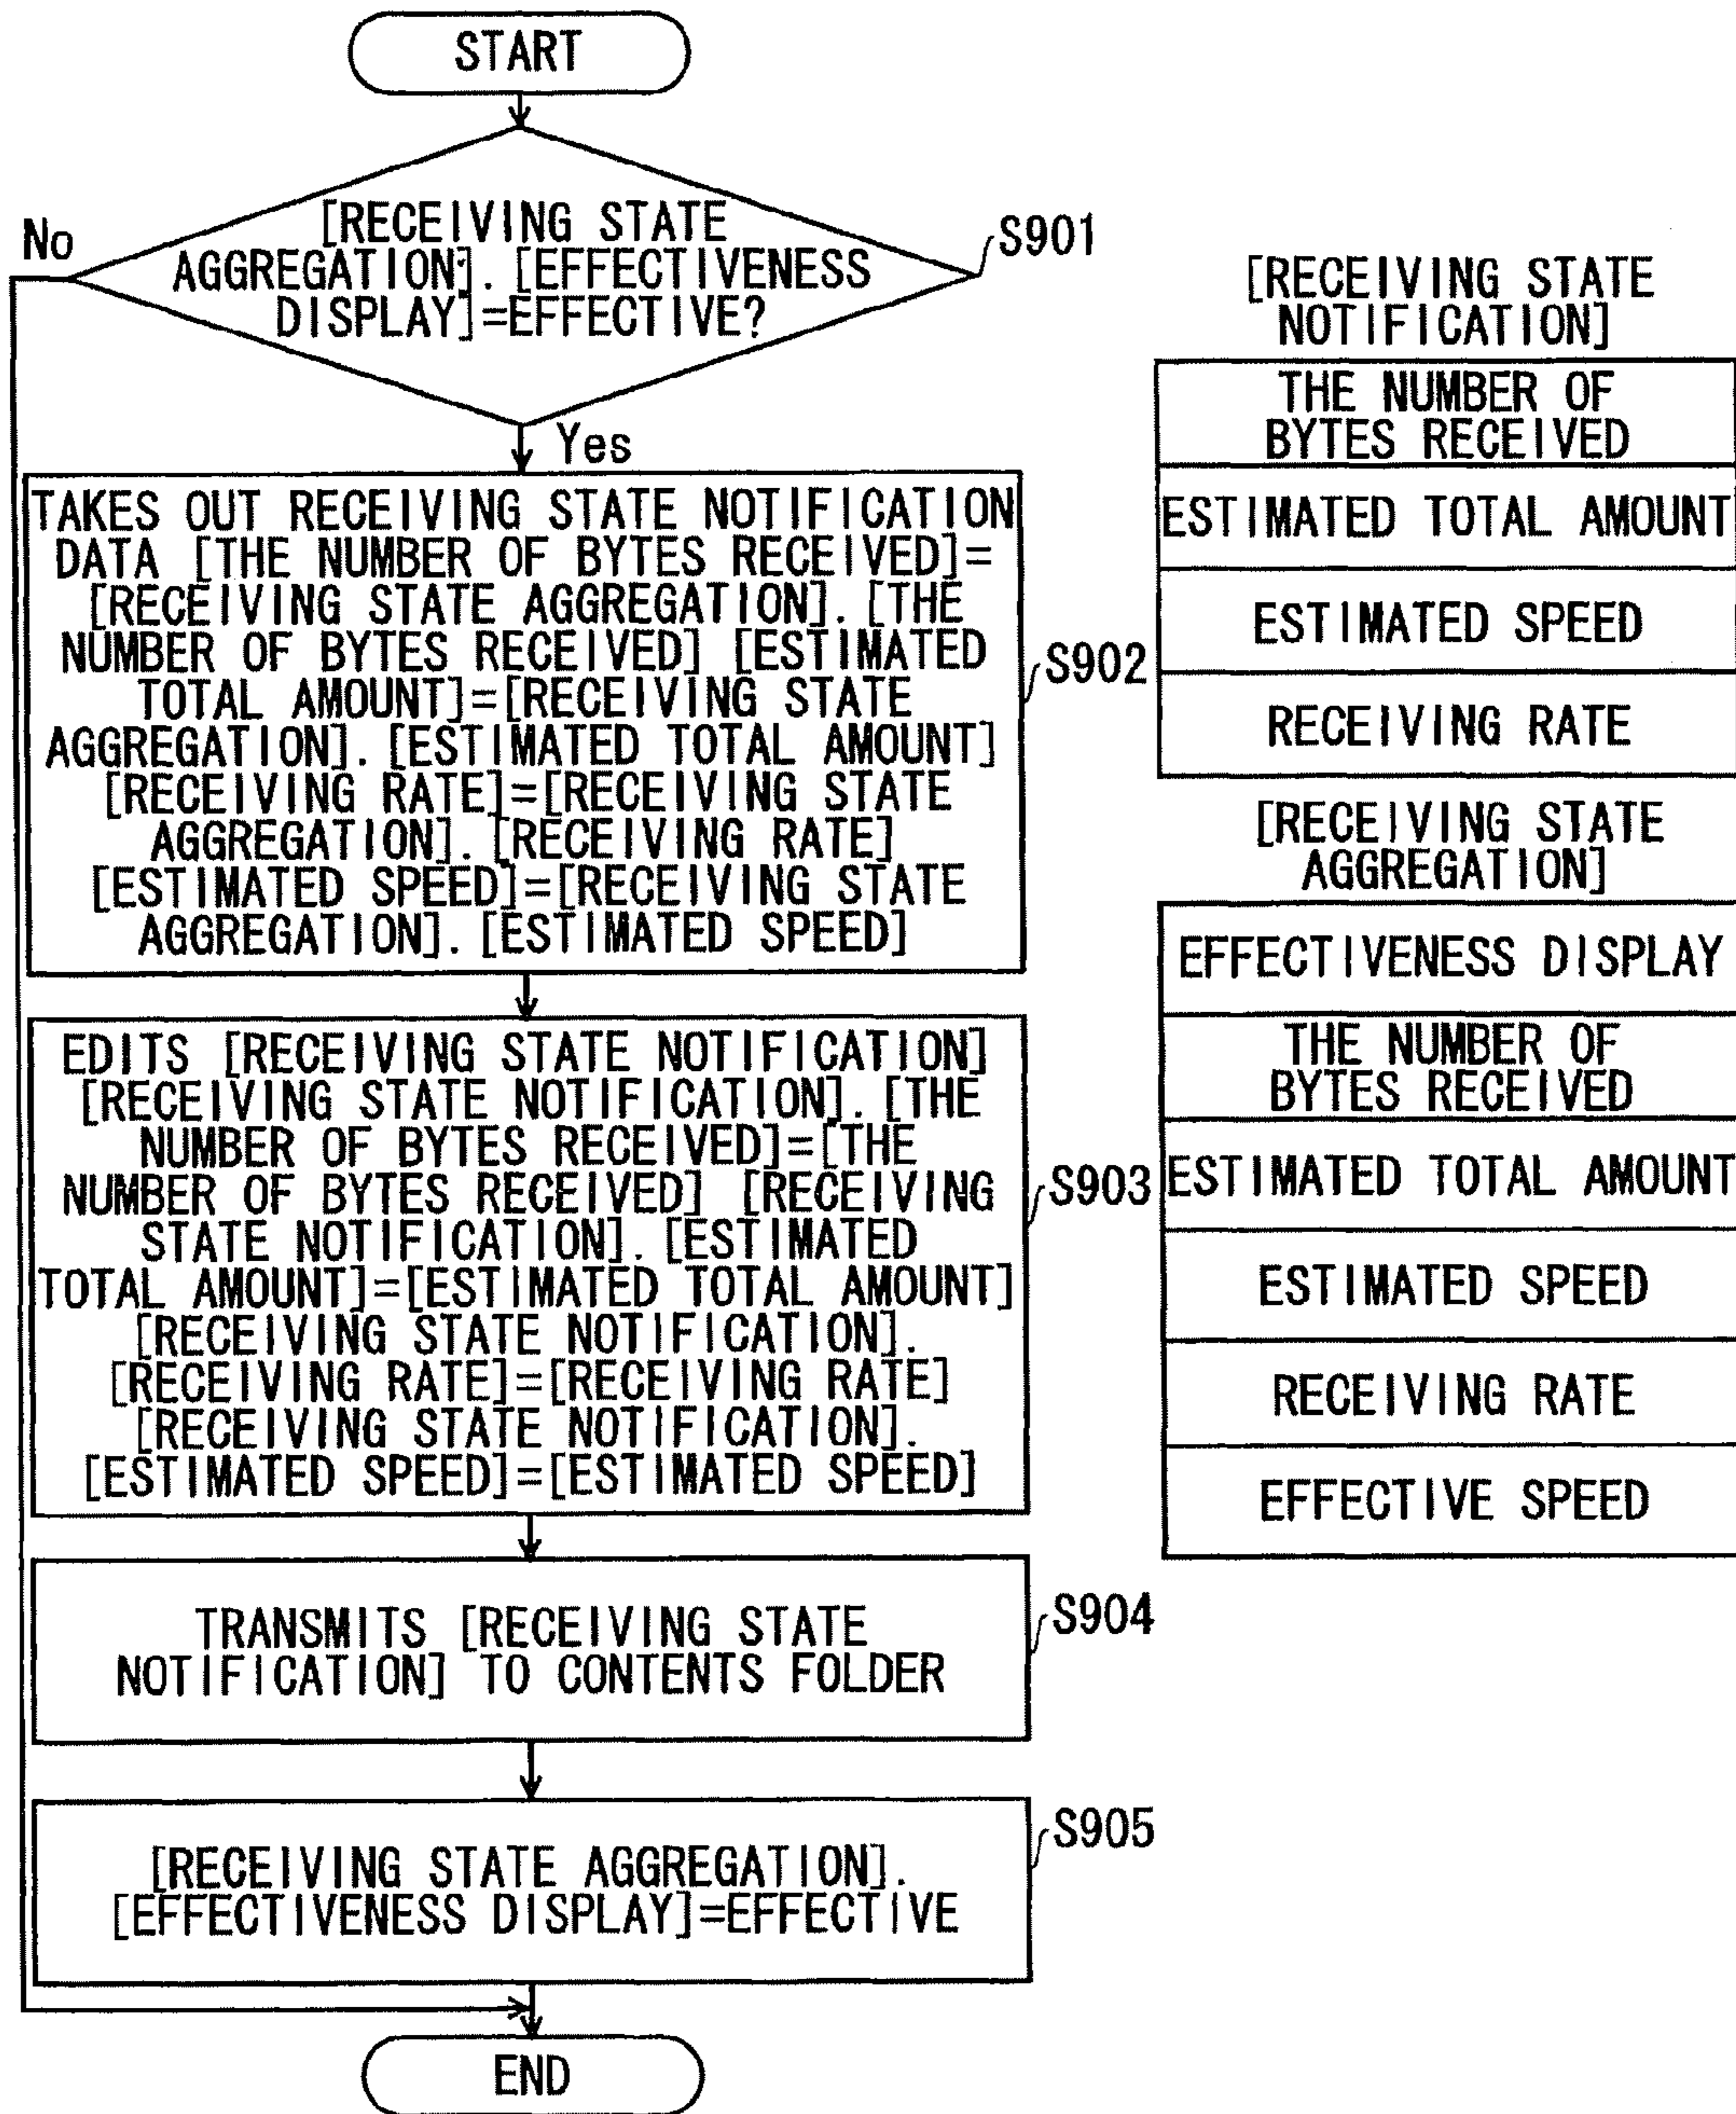 START
No
[RECEIVING STATE
AGGREGATION]. [EFFECTIVENESS
DISPLAY]=EFFECTIVE?
S901
Yes
TAKES OUT RECEIVING STATE NOTIFICATION
DATA [THE NUMBER OF BYTES RECEIVED]=
[RECEIVING STATE AGGREGATION]. [THE
NUMBER OF BYTES RECEIVED] [ESTIMATED
TOTAL AMOUNT]=[RECEIVING STATE
AGGREGATION]. [ESTIMATED TOTAL AMOUNT]
[RECEIVING RATE]=[RECEIVING STATE
AGGREGATION]. [RECEIVING RATE]
[ESTIMATED SPEED]=[RECEIVING STATE
AGGREGATION]. [ESTIMATED SPEED]
S902
EDITS [RECEIVING STATE NOTIFICATION]
[RECEIVING STATE NOTIFICATION]. [THE
NUMBER OF BYTES RECEIVED]=[THE
NUMBER OF BYTES RECEIVED] [RECEIVING
STATE NOTIFICATION]. [ESTIMATED
TOTAL AMOUNT]=[ESTIMATED TOTAL AMOUNT]
[RECEIVING STATE NOTIFICATION].
[RECEIVING RATE]=[RECEIVING RATE]
[RECEIVING STATE NOTIFICATION].
[ESTIMATED SPEED]=[ESTIMATED SPEED]
S903
TRANSMITS [RECEIVING STATE
NOTIFICATION] TO CONTENTS FOLDER
S904
[RECEIVING STATE AGGREGATION].
[EFFECTIVENESS DISPLAY]=EFFECTIVE
S905
END
[RECEIVING STATE
NOTIFICATION]
THE NUMBER OF
BYTES RECEIVED
ESTIMATED TOTAL AMOUNT
ESTIMATED SPEED
RECEIVING RATE
[RECEIVING STATE
AGGREGATION]
EFFECTIVENESS DISPLAY
THE NUMBER OF
BYTES RECEIVED
ESTIMATED TOTAL AMOUNT
ESTIMATED SPEED
RECEIVING RATE
EFFECTIVE SPEED